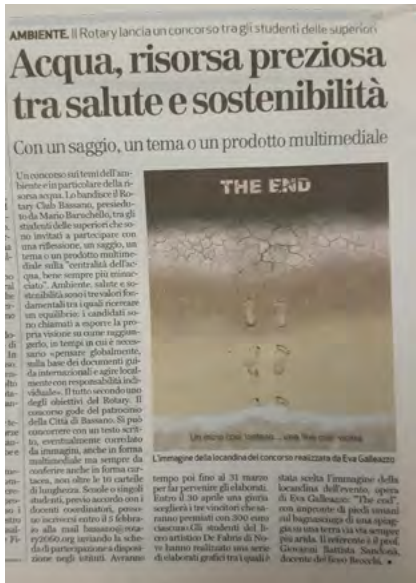 AMBIENTE. Il Rotary lancia un concorso tra gli studenti delle superiori
Acqua, risorsa preziosa
tra salute e sostenibilità
Con un saggio, un tema o un prodotto multimediale
Un concorso sui temi dell'am-
biente e in particolare della ri-
sorsa acqua. Lo bandisce il Ro-
tary Club Bassano, presiedu-
to da Mario Baruchello, tra gli
studenti delle superiori che so-
no invitati a partecipare con
una riflessione, un saggio, un
tema o un prodotto multime-
diale sulla "centralità dell'ac-
qua, bene sempre più minac-
ciato". Ambiente, salute e so-
stenibilità sono i tre valori fon-
damentali tra i quali ricercare
un equilibrio: i candidati so-
no chiamati a esporre la pro-
pria visione su come raggiun-
gerlo, in tempi in cui è neces-
sario «pensare globalmente,
sulla base dei documenti gui-
da internazionali e agire local-
mente con responsabilità indi-
viduale». Il tutto secondo uno
degli obiettivi del Rotary. Il
concorso gode del patrocinio
della Città di Bassano. Si può
concorrere con un testo scrit-
to, eventualmente correlato
da immagini, anche in forma
multimediale ma sempre da
conferire anche in forma car-
tacea, non oltre le 10 cartelle
di lunghezza. Scuole o singoli
studenti, previo accordo con i
docenti coordinatori, posso-
no iscriversi entro il 5 febbra-
io alla mail bassano@rota-
ry2060.org inviando la sche-
da di partecipazione a disposi-
zione negli istituti. Avranno
THE END
L'immagine della locandina del concorso realizzata da Eva Galleazzo
tempo poi fino al 31 marzo
per far pervenire gli elaborati.
Entro il 30 aprile una giuria
sceglierà i tre vincitori che sa-
ranno premiati con 300 euro
ciascuno. Gli studenti del li-
ceo artistico De Fabris di No-
ve hanno realizzato una serie
di elaborati grafici tra i quali è
stata scelta l'immagine della
locandina dell'evento, opera
di Eva Galleazzo, "The end",
con impronte di piedi umani
sul bagnasciuga di una spiag-
gia su una terra via via sempre
più arida. Il referente è il prof.
Giovanni Battista Sandonà,
docente del liceo Brocchi.